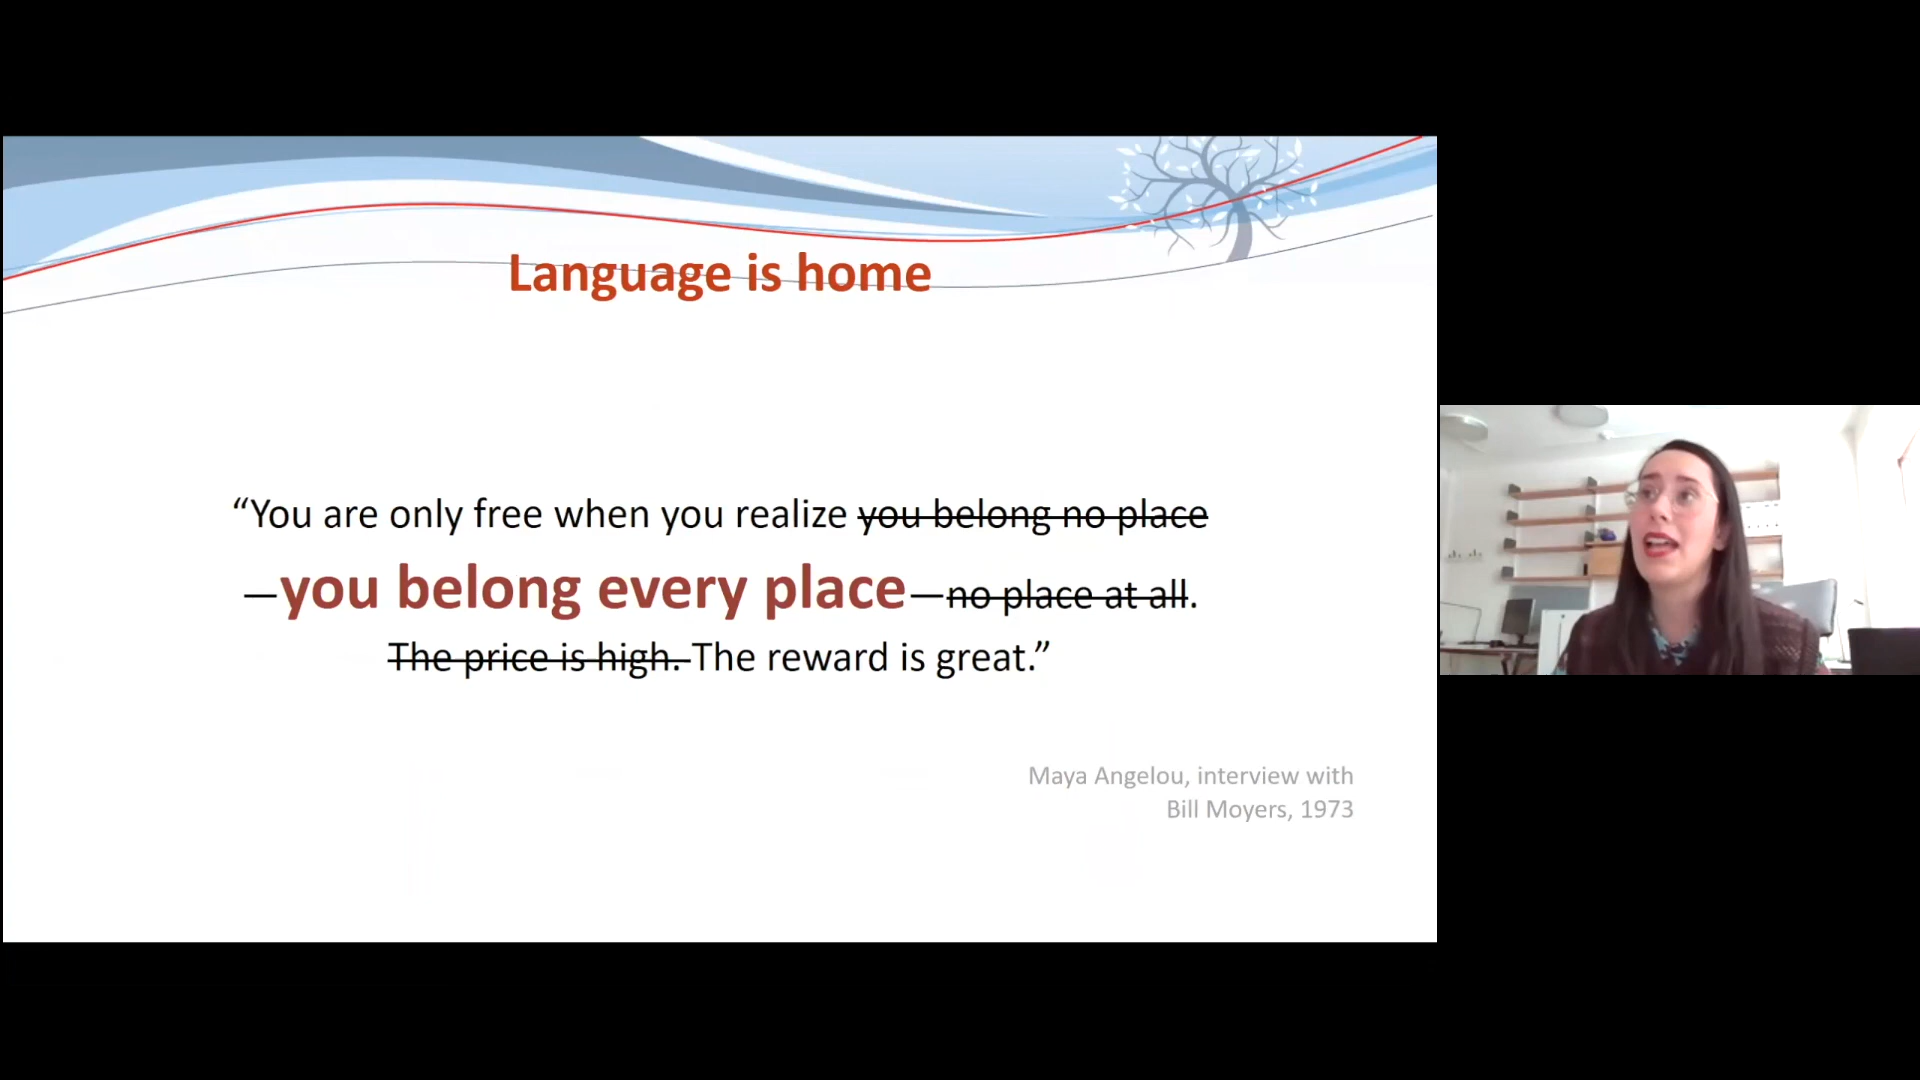 Language is home
“You are only free when you realize you belong no place
—you belong every place—no place at all.
The price is high. The reward is great.”
Maya Angelou, interview with
Bill Moyers, 1973